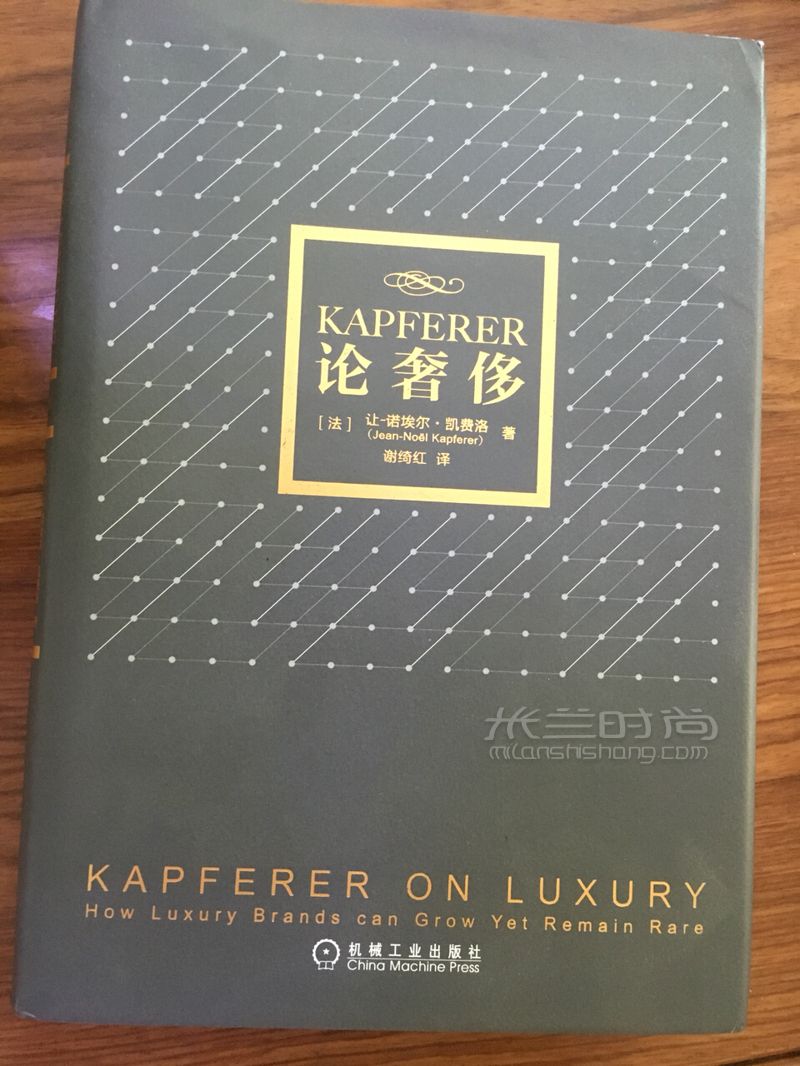 KAPFERER
论奢侈
［法］ 让-诺埃尔·凯费洛 著
（Jean-Noël Kapferer）
谢绮红 译
米兰时尚
milanshishang.com
KAPFERER ON LUXURY
How Luxury Brands can Grow Yet Remain Rare
机械工业出版社
China Machine Press